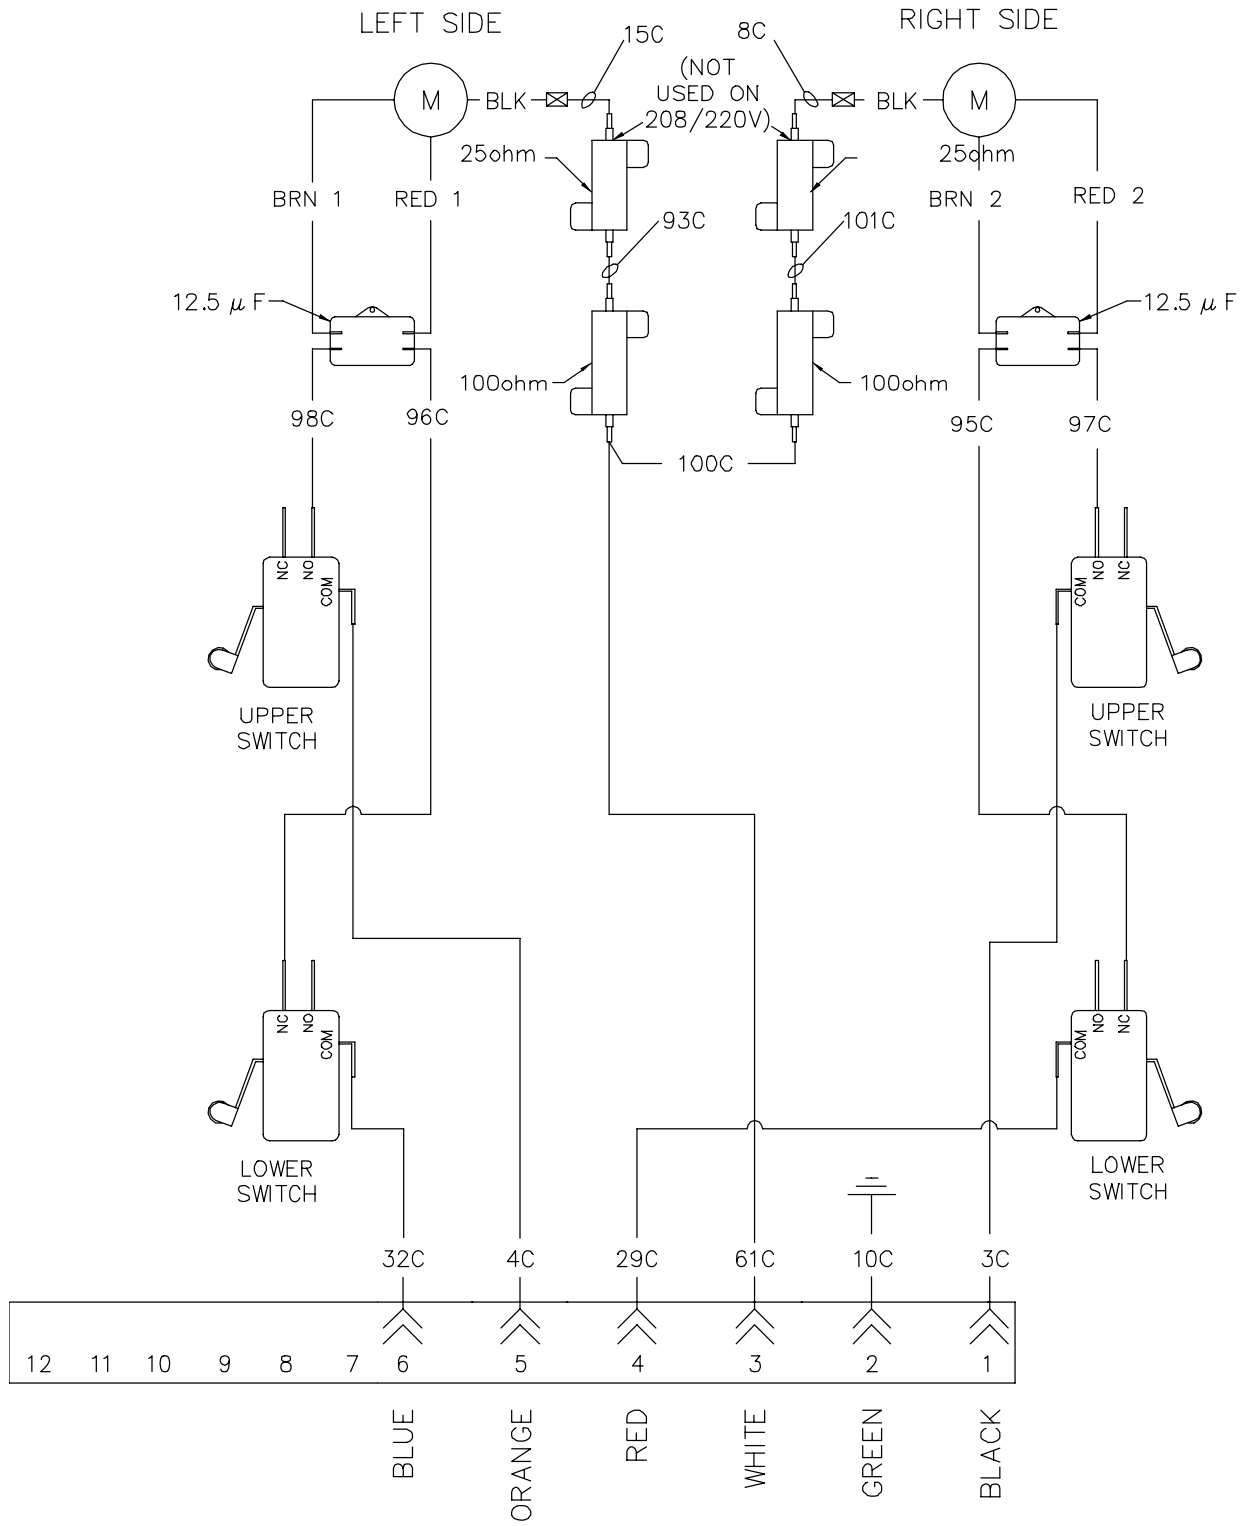 LEFT SIDE
RIGHT SIDE
15C
8C
(NOT
USED ON
208/220V)
M
BLK
BLK
M
25ohm
25ohm
BRN 1
RED 1
BRN 2
RED 2
93C
101C
12.5 μ F
12.5 μ F
100ohm
100ohm
98C
96C
95C
97C
100C
NC
NO
COM
COM
NO
NC
UPPER
SWITCH
UPPER
SWITCH
NC
NO
COM
COM
NO
NC
LOWER
SWITCH
LOWER
SWITCH
32C
4C
29C
61C
10C
3C
12
11
10
9
8
7
6
5
4
3
2
1
BLUE
ORANGE
RED
WHITE
GREEN
BLACK